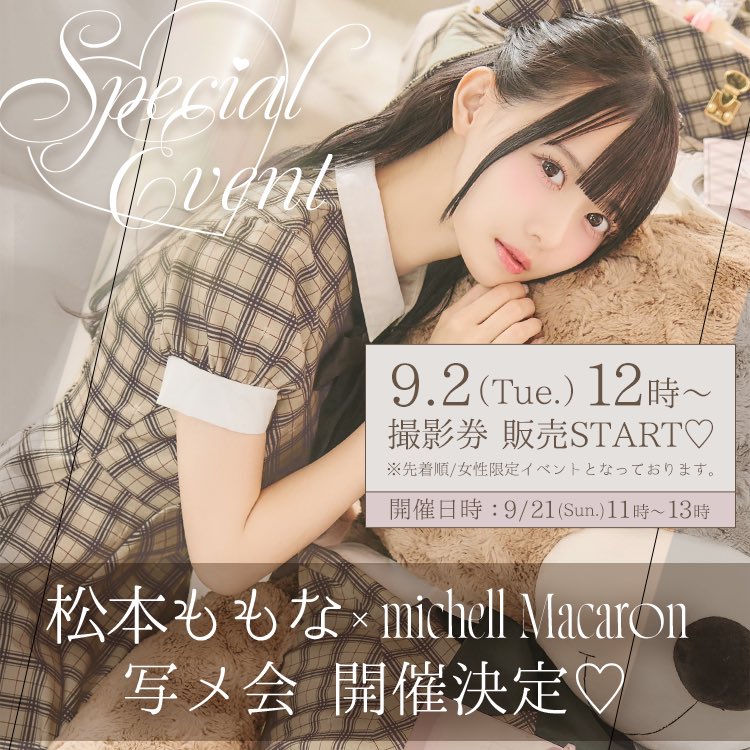 Special
Event
9.2(Tue.) 12時~
撮影券 販売START♡
※先着順/女性限定イベントとなっております。
開催日時:9/21(Sun.)11時~13時
松本ももな×michell Macaron
写メ会 開催決定♡